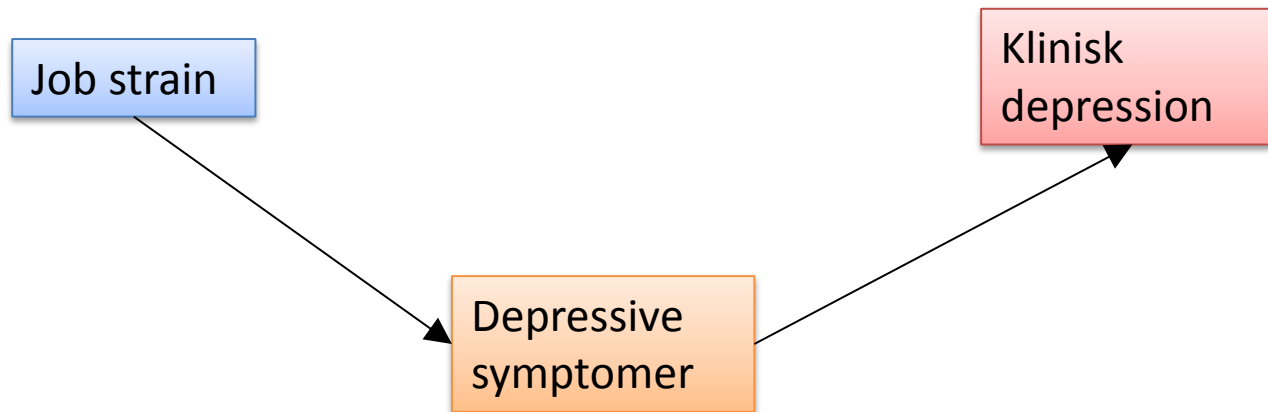 Job strain
Klinisk
depression
Depressive
symptomer